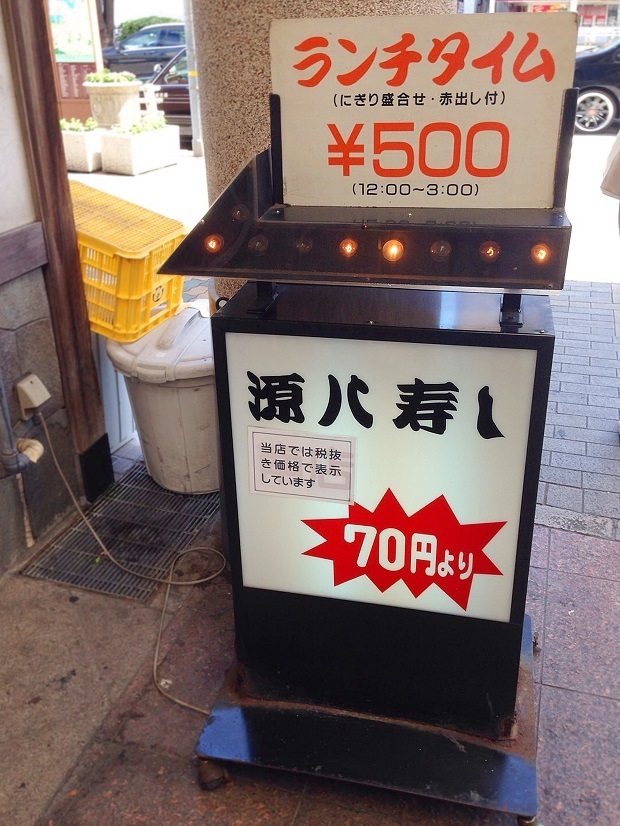 ランチタイム
(にぎり盛合せ・赤出し付)
¥500
(12:00~3:00)
源八寿し
当店では税抜
き価格で表示
しています
70円より